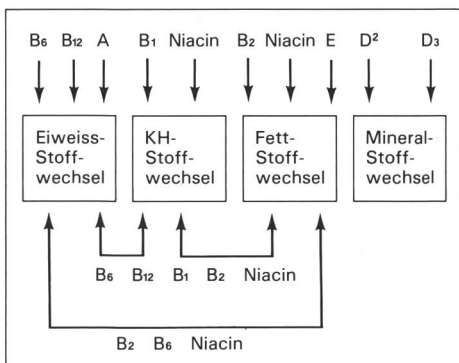 B₆ B₁₂ A B₁ Niacin B₂ Niacin E D² D₃
Eiweiss-
Stoff-
wechsel
KH-
Stoff-
wechsel
Fett-
Stoff-
wechsel
Mineral-
Stoff-
wechsel
B₆ B₁₂ B₁ B₂ Niacin
B₂ B₆ Niacin